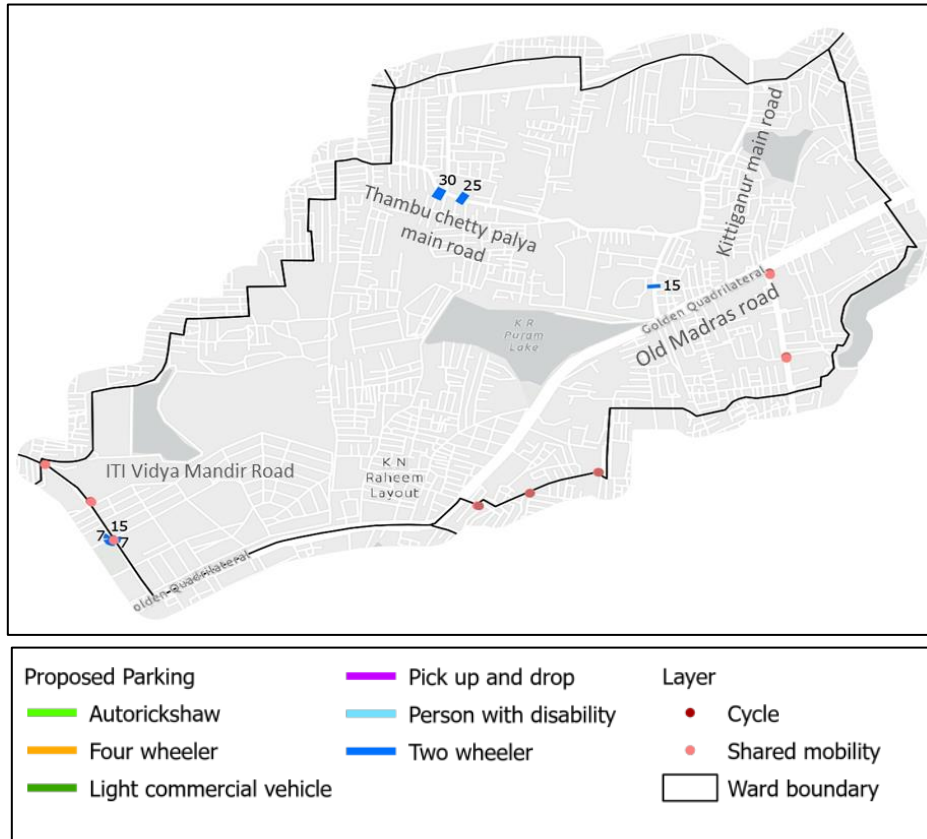 30
25
Thambu chetty palya
main road
Kittiganur main road
15
Golden Quadrilateral
Old Madras road
K R
Puram
Lake
ITI Vidya Mandir Road
K N
Raheem
Layout
15
7
7
olden Quadrilateral
Proposed Parking
Autorickshaw
Four wheeler
Light commercial vehicle
Pick up and drop
Person with disability
Two wheeler
Layer
Cycle
Shared mobility
Ward boundary